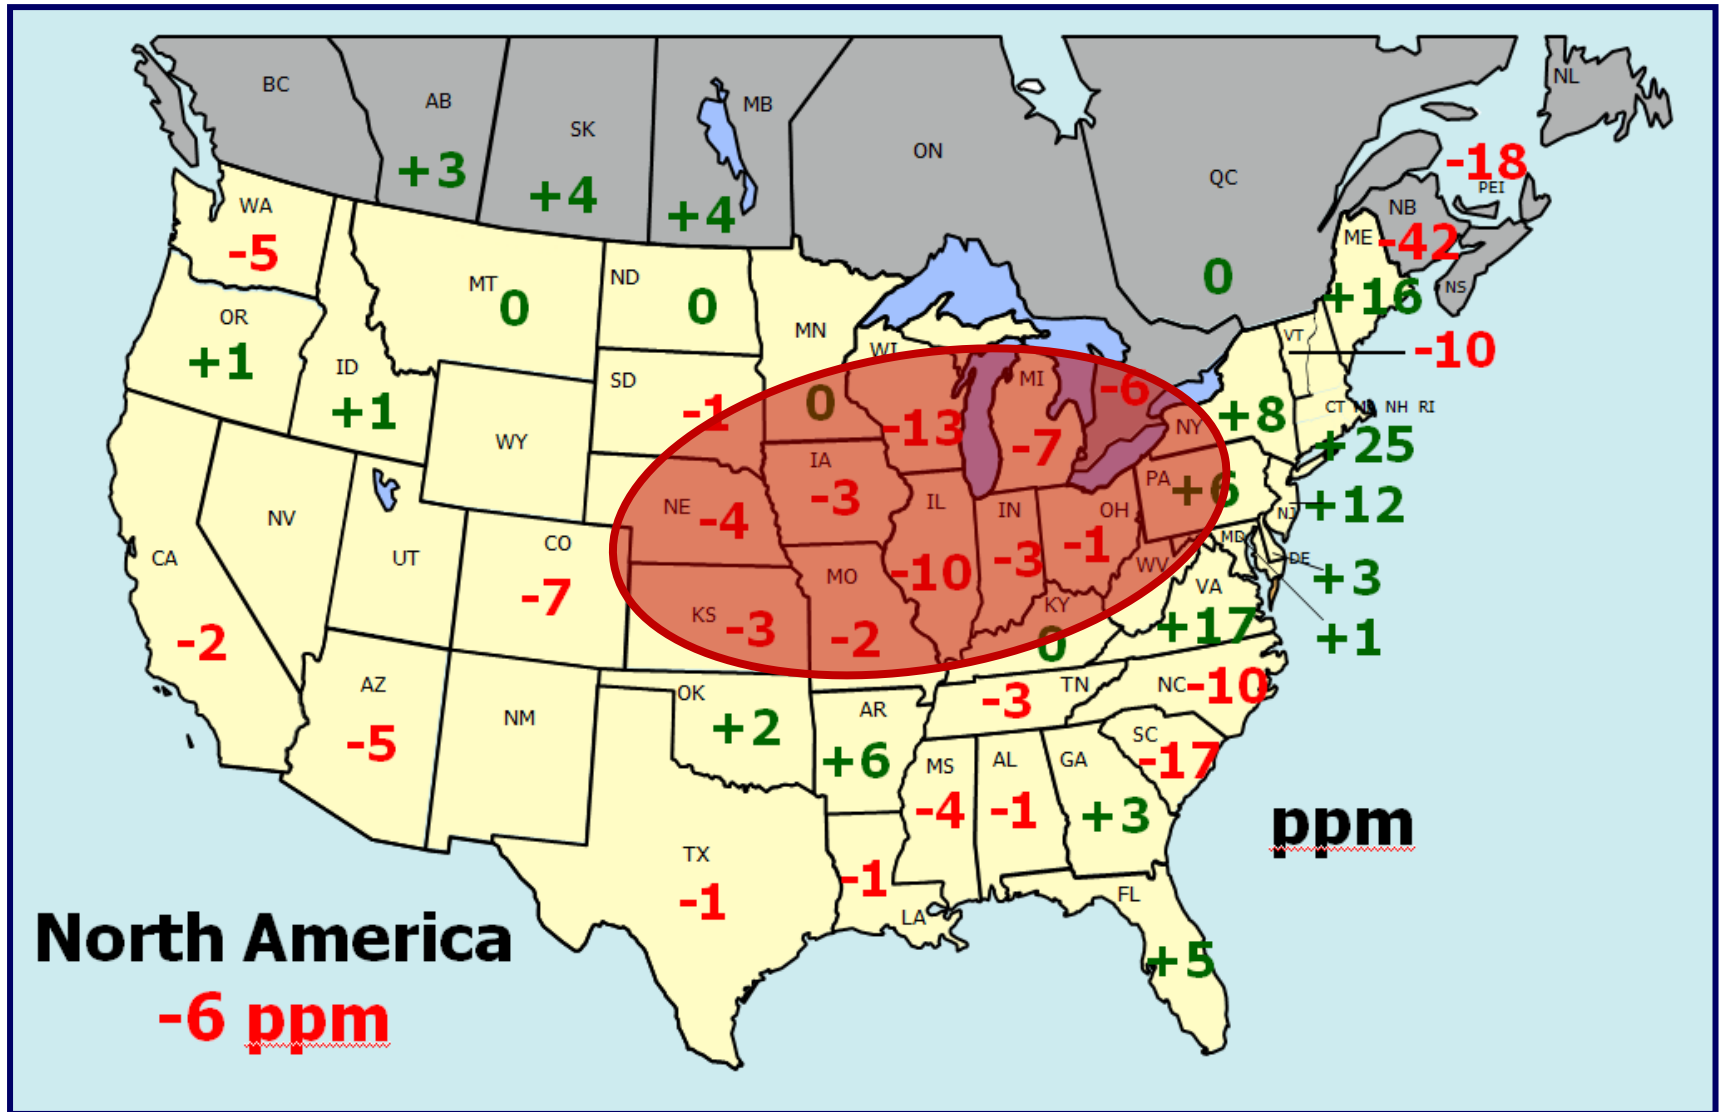 BC
AB
+3
SK
+4
MB
+4
ON
QC
0
NL
-18
PEI
NB
-42
NS
ME
+16
WA
-5
OR
+1
ID
+1
MT
0
ND
0
MN
0
WI
-13
MI
-7
-6
VT
-10
SD
-1
WY
NY
+8
CT MA NH RI
+25
IA
-3
NE
-4
IL
-10
IN
-3
OH
-1
PA
+6
NJ
+12
MD
DE
+3
+1
WV
VA
+17
CA
-2
NV
UT
CO
-7
KS
-3
MO
-2
KY
0
AZ
-5
NM
OK
+2
AR
+6
TN
-3
NC
-10
SC
-17
MS
-4
AL
-1
GA
+3
TX
-1
LA
-1
FL
+5
ppm
North America
-6 ppm